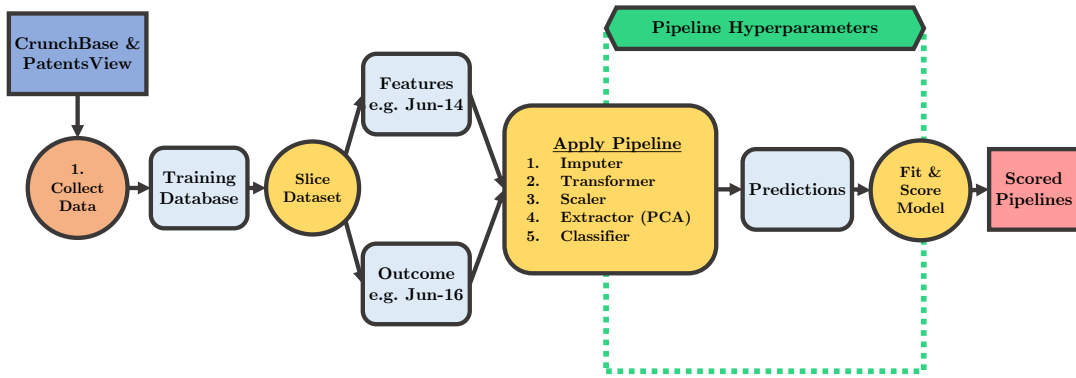 Pipeline Hyperparameters
CrunchBase &
PatentsView
1.
Collect
Data
Training
Database
Slice
Dataset
Features
e.g. Jun-14
Outcome
e.g. Jun-16
Apply Pipeline
1. Imputer
2. Transformer
3. Scaler
4. Extractor (PCA)
5. Classifier
Predictions
Fit &
Score
Model
Scored
Pipelines